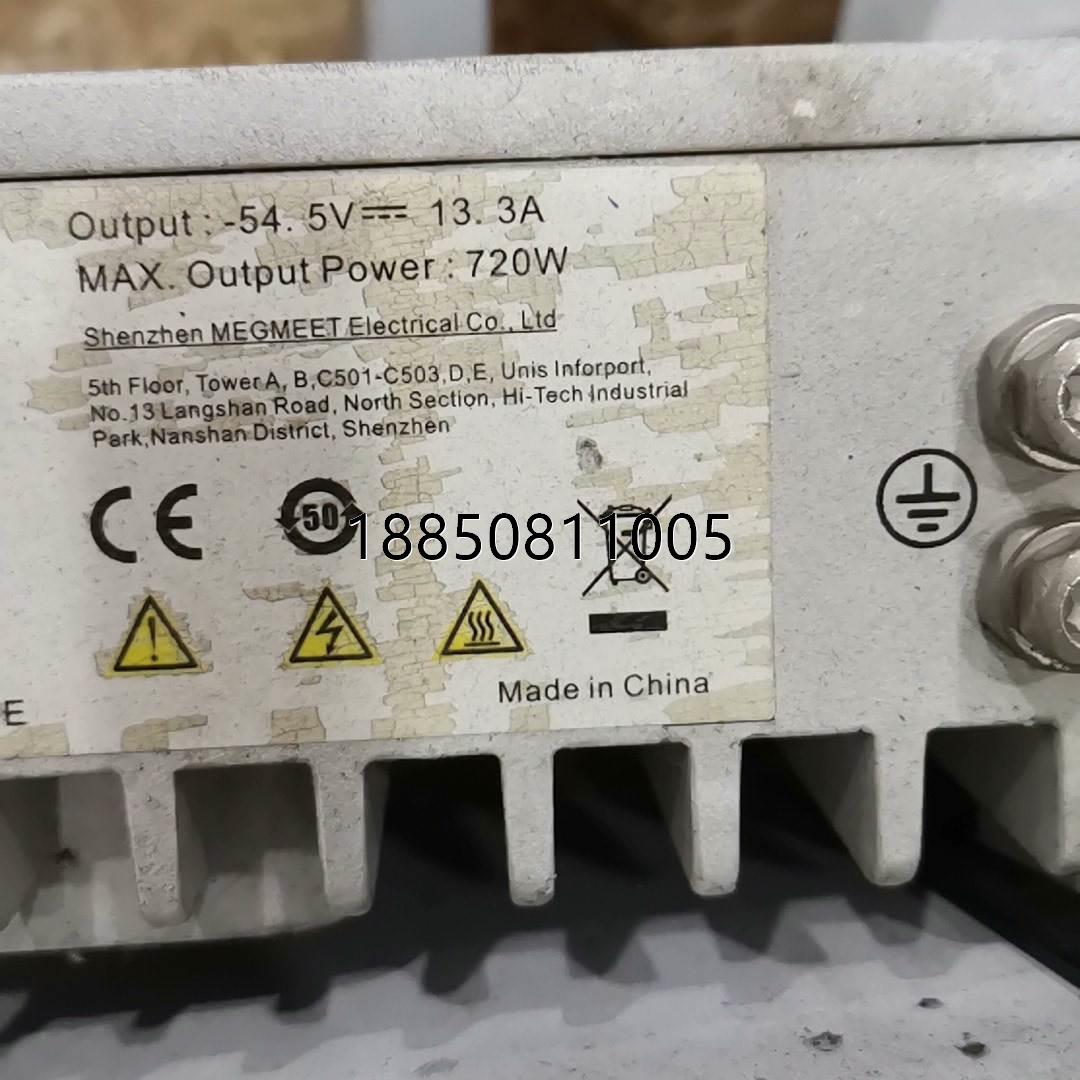 Output : -54. 5V⎓ 13. 3A
MAX. Output Power : 720W
Shenzhen MEGMEET Electrical Co., Ltd
5th Floor, Tower A, B,C501-C503,D,E, Unis Inforport,
No.13 Langshan Road, North Section, Hi-Tech Industrial
Park,Nanshan District, Shenzhen
CE
50
18850811005
Made in China
E